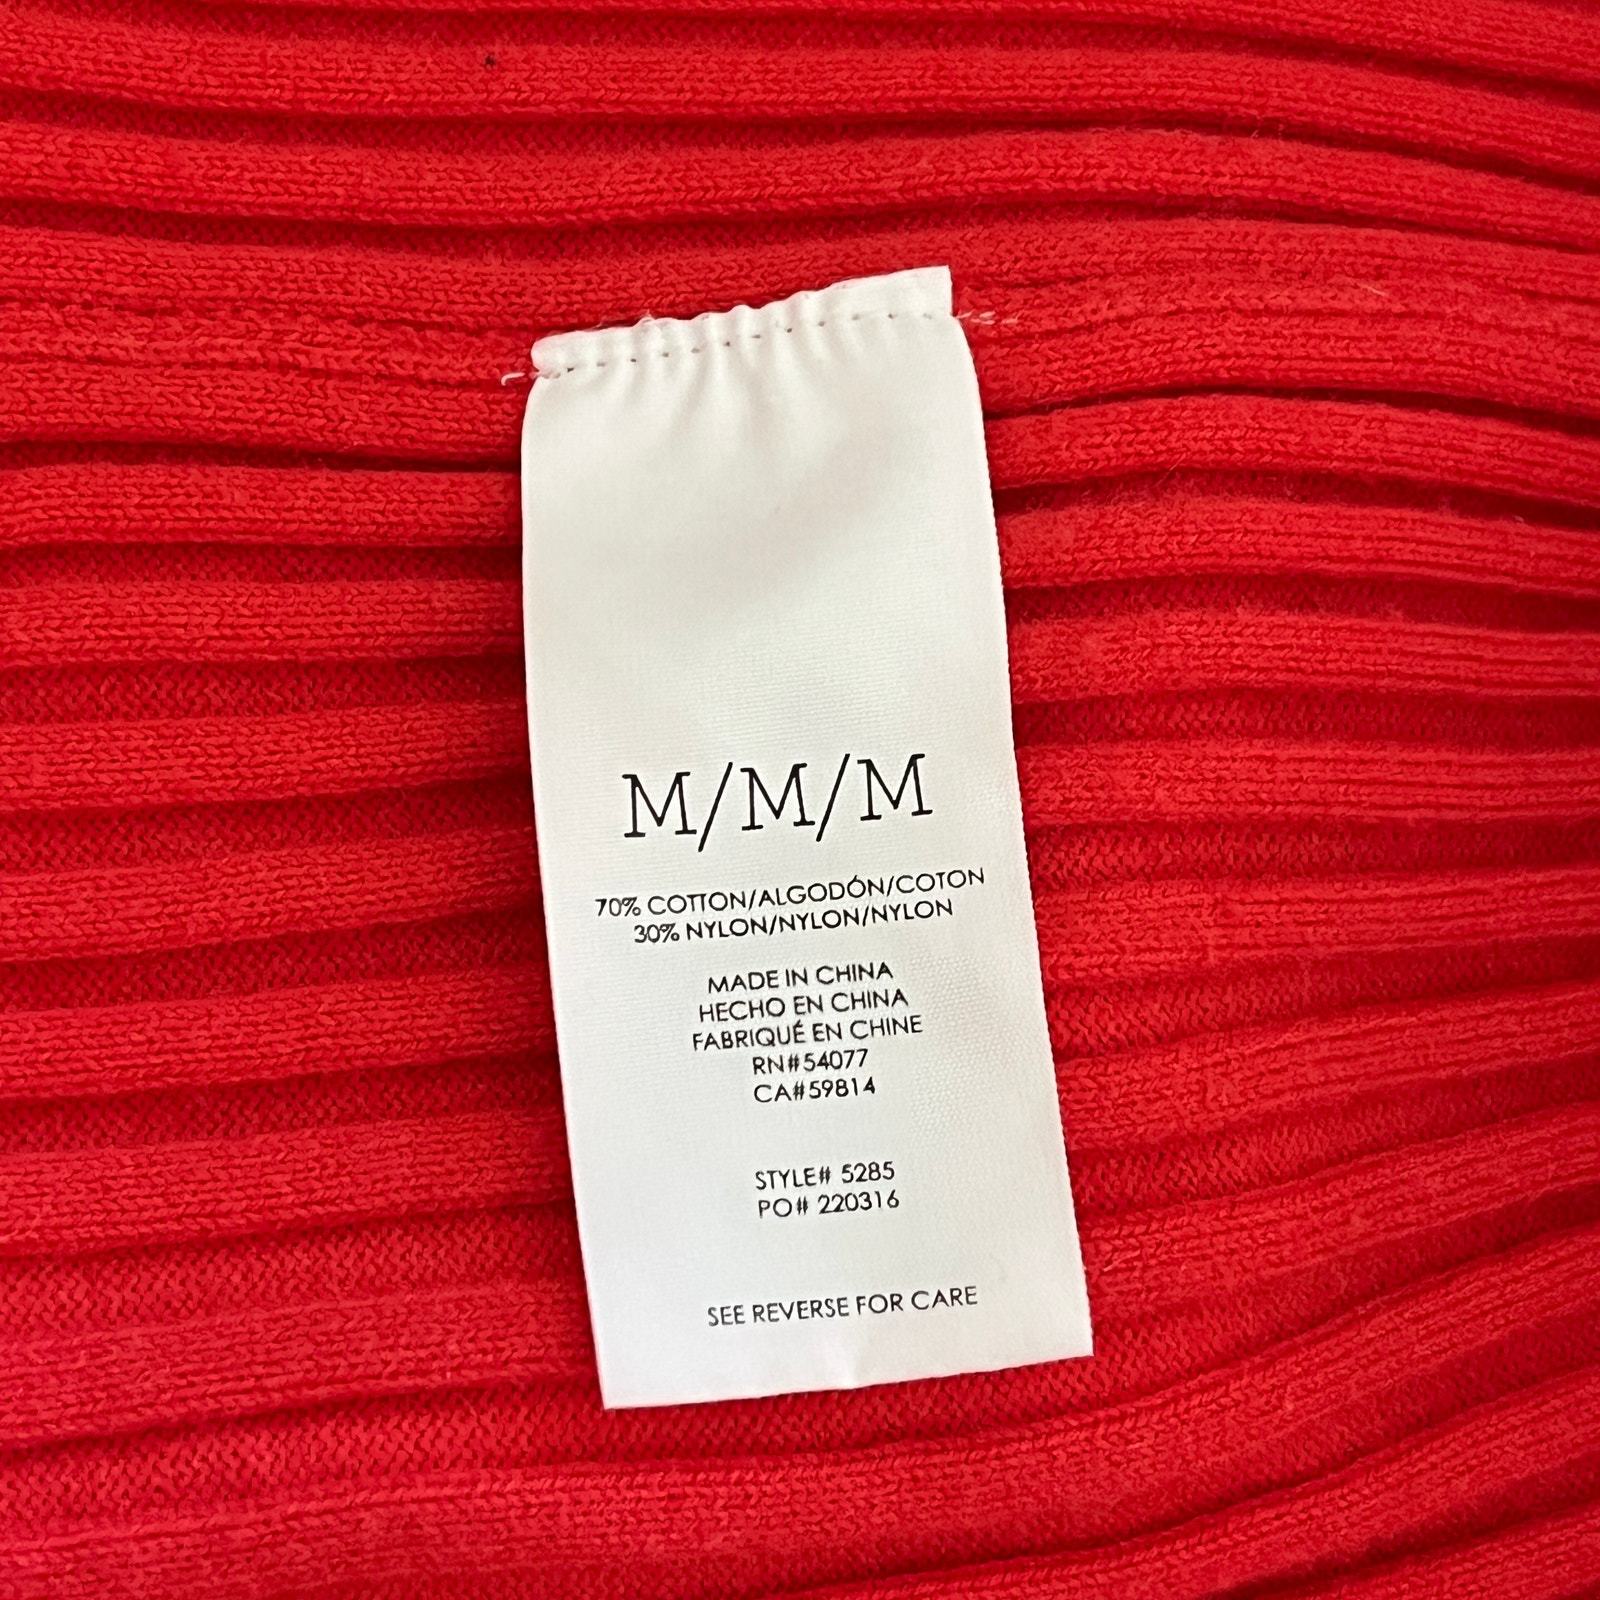 M/M/M
70% COTTON/ALGODÓN/COTON
30% NYLON/NYLON/NYLON
MADE IN CHINA
HECHO EN CHINA
FABRIQUÉ EN CHINE
RN#54077
CA#59814
STYLE# 5285
PO# 220316
SEE REVERSE FOR CARE